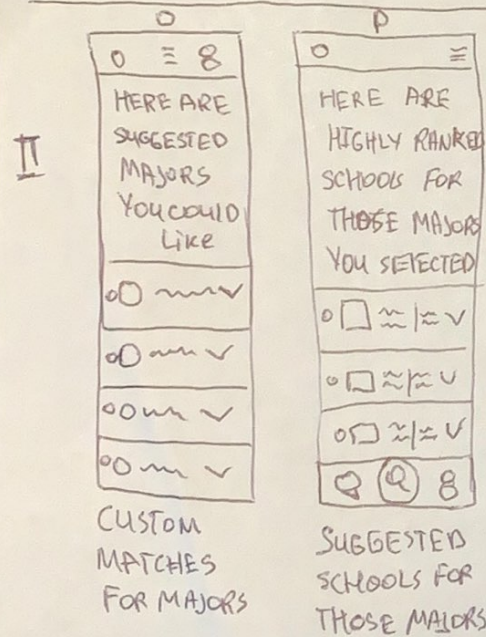 O
P
II
HERE ARE
SUGGESTED
MAJORS
YOU COULD
LIKE
HERE ARE
HIGHLY RANKED
SCHOOLS FOR
THOSE MAJORS
YOU SELECTED
CUSTOM
MATCHES
FOR MAJORS
SUGGESTED
SCHOOLS FOR
THOSE MAJORS